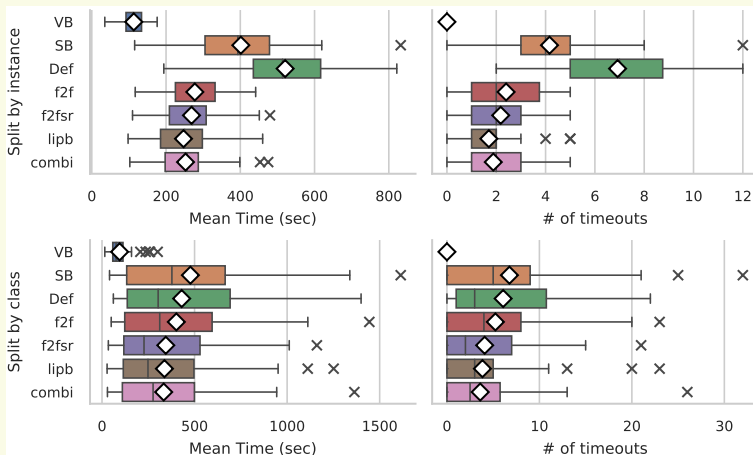 Split by instance
VB
SB
Def
f2f
f2fsr
lipb
combi
0 200 400 600 800
Mean Time (sec)
0 2 4 6 8 10 12
# of timeouts
Split by class
VB
SB
Def
f2f
f2fsr
lipb
combi
0 500 1000 1500
Mean Time (sec)
0 10 20 30
# of timeouts